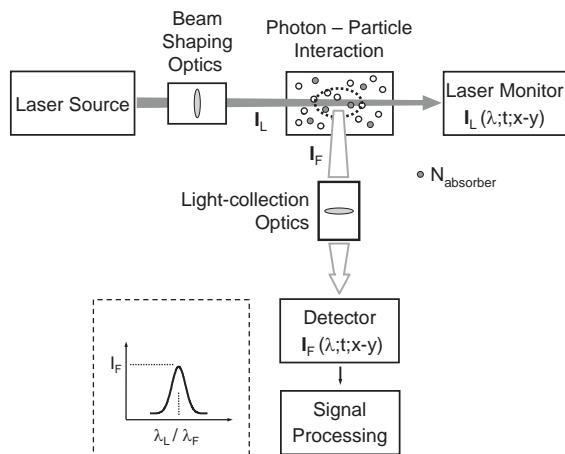 Beam
Shaping
Optics
Photon – Particle
Interaction
Laser Source
I_L
Laser Monitor
I_L (λ;t;x-y)
I_F
N_absorber
Light-collection
Optics
Detector
I_F (λ;t;x-y)
Signal
Processing
I_F
λ_L / λ_F